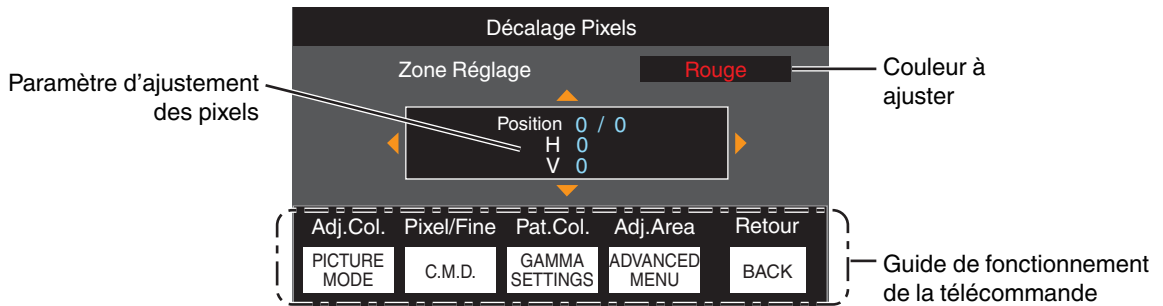 Décalage Pixels
Zone Réglage Rouge
Couleur à
ajuster
Paramètre d'ajustement
des pixels
Position 0 / 0
H 0
V 0
Adj.Col. Pixel/Fine Pat.Col. Adj.Area Retour
PICTURE
MODE
C.M.D.
GAMMA
SETTINGS
ADVANCED
MENU
BACK
Guide de fonctionnement
de la télécommande